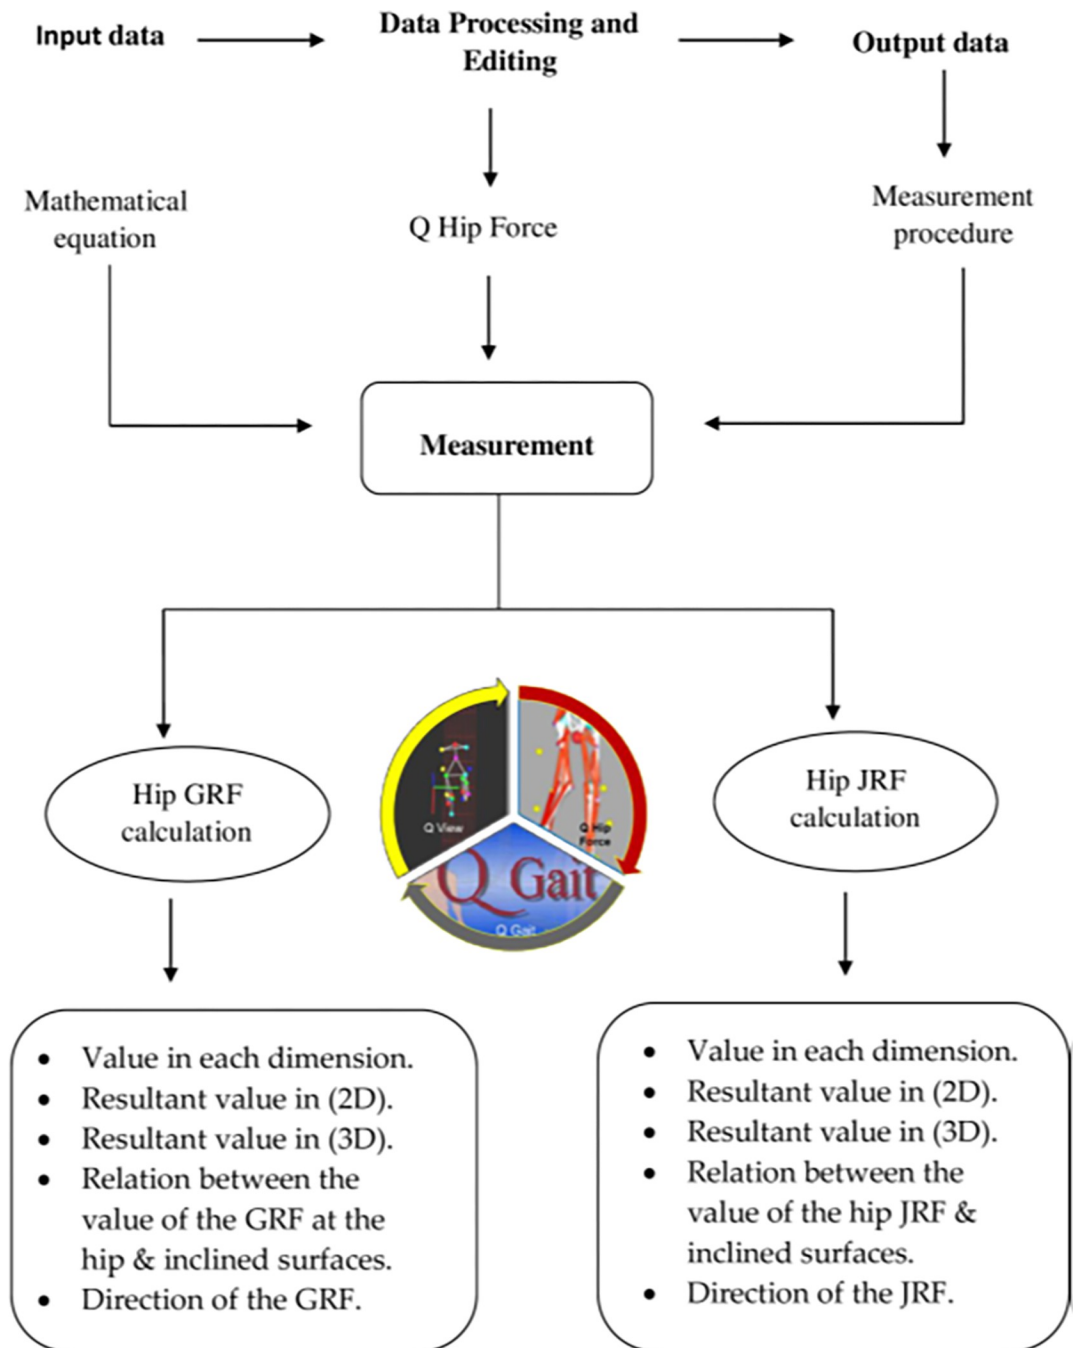 Input data
Data Processing and
Editing
Output data
Mathematical
equation
Q Hip Force
Measurement
procedure
Measurement
Hip GRF
calculation
Q View
Q Hip
Force
Q Gait
Q Gait
Hip JRF
calculation
• Value in each dimension.
• Resultant value in (2D).
• Resultant value in (3D).
• Relation between the
value of the GRF at the
hip & inclined surfaces.
• Direction of the GRF.
• Value in each dimension.
• Resultant value in (2D).
• Resultant value in (3D).
• Relation between the
value of the hip JRF &
inclined surfaces.
• Direction of the JRF.